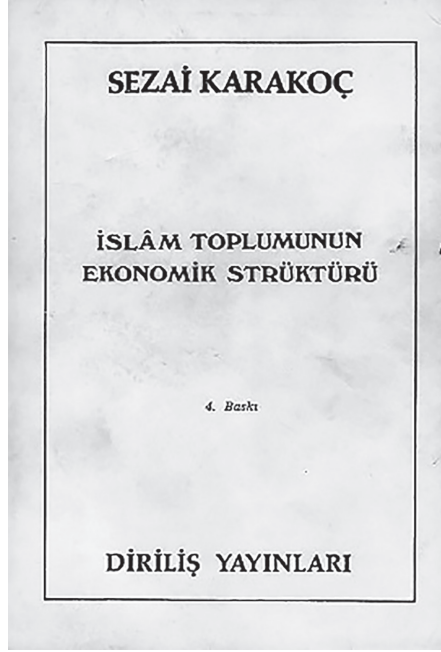 SEZAİ KARAKOÇ
İSLÂM TOPLUMUNUN
EKONOMİK STRÜKTÜRÜ
4. Baskı
DİRİLİŞ YAYINLARI